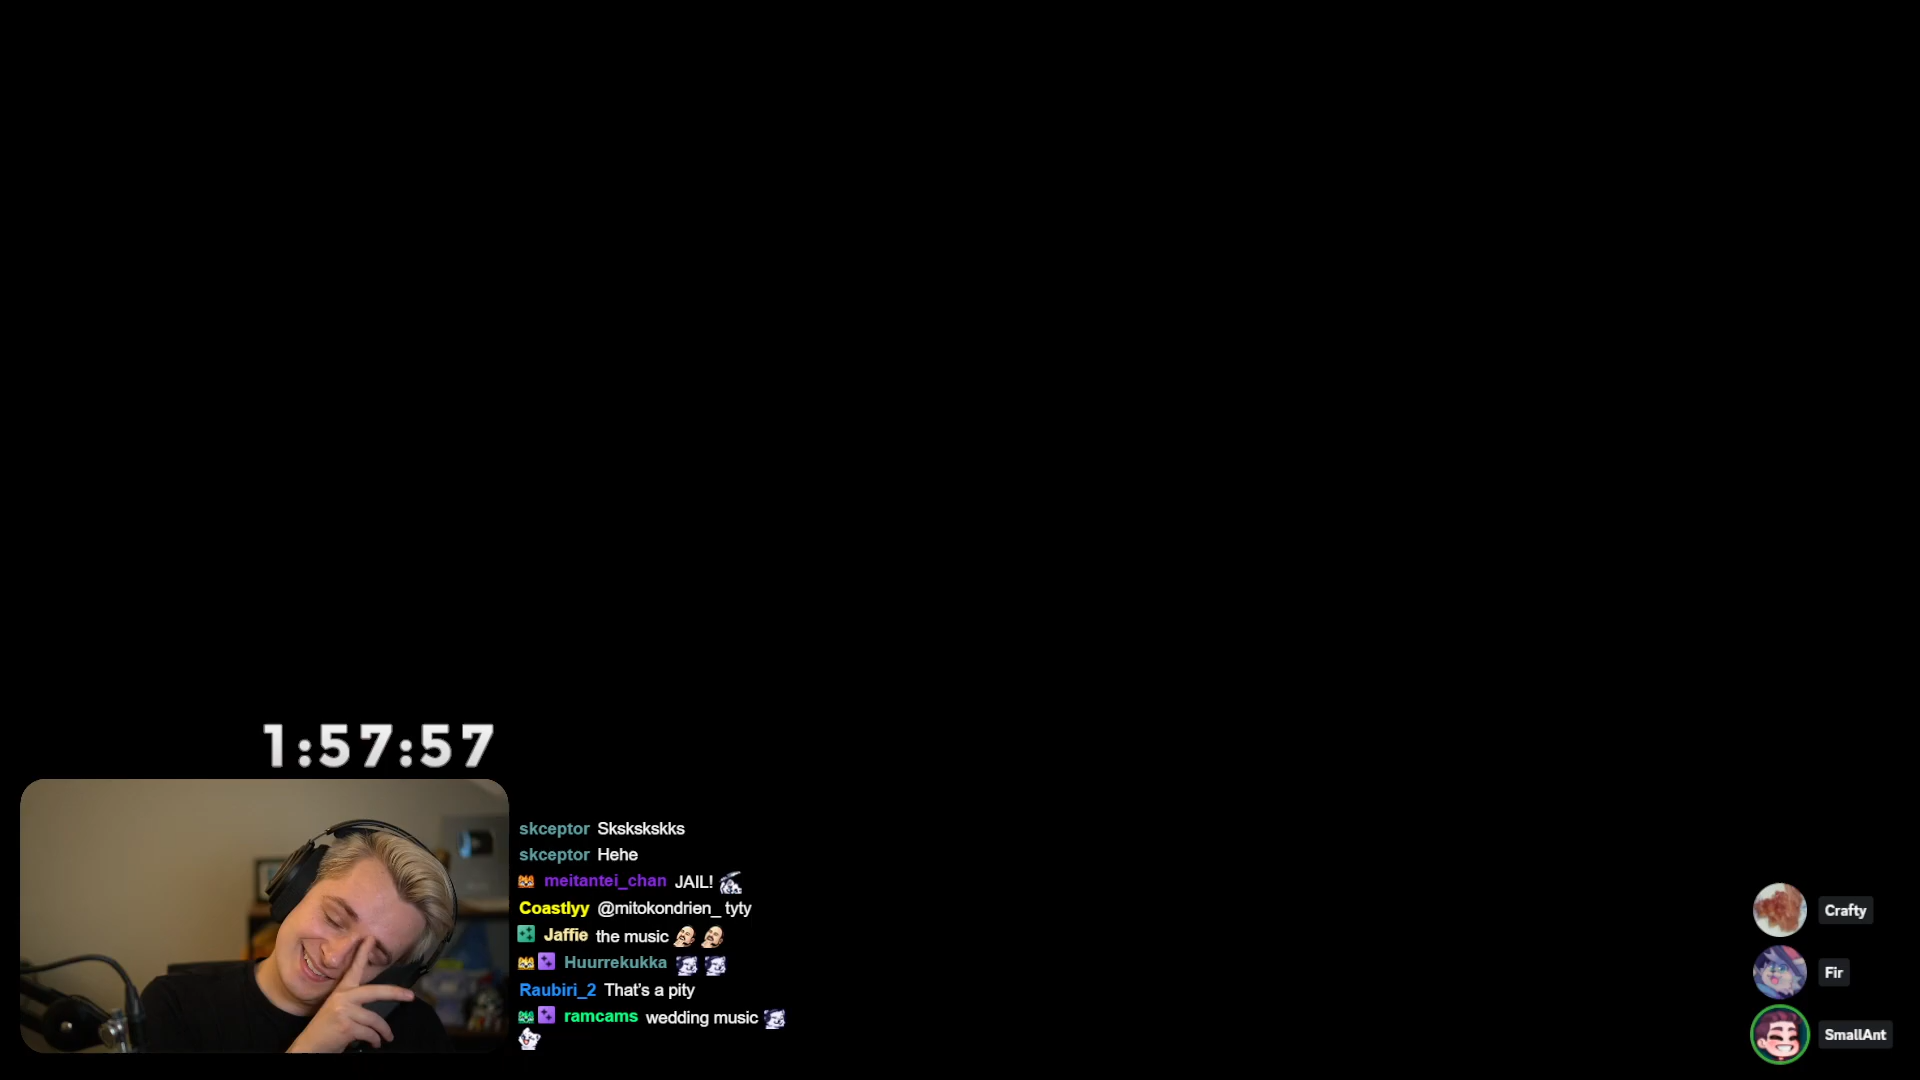 1:57:57
skceptor Skskskskks
skceptor Hehe
meitantei_chan JAIL!
Coastlyy @mitokondrien_ tyty
Jaffie the music
Huurrekukka
Raubiri_2 That's a pity
ramcams wedding music
Crafty
Fir
SmallAnt